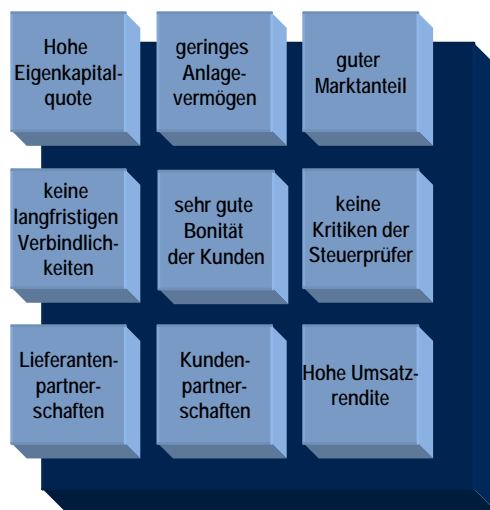 Hohe
Eigenkapital-
quote
geringes
Anlage-
vermögen
guter
Marktanteil
keine
langfristigen
Verbindlich-
keiten
sehr gute
Bonität
der Kunden
keine
Kritiken der
Steuerprüfer
Lieferanten-
partner-
schaften
Kunden-
partner-
schaften
Hohe Umsatz-
rendite